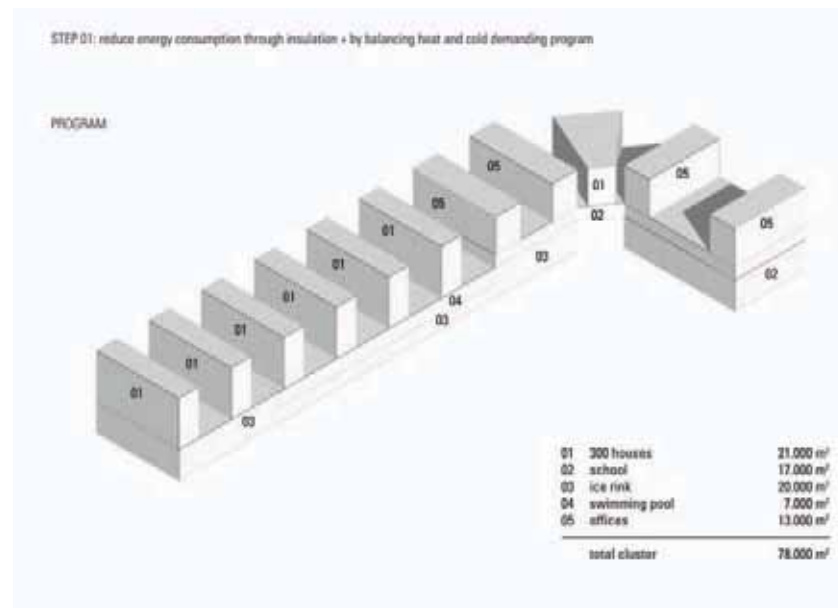 STEP 01: reduce energy consumption through insulation + by balancing heat and cold demanding program
PROGRAM
05
01
05
05
02
01
05
03
02
01
04
01
03
01
01
01
03
01 300 houses 21.000 m²
02 school 17.000 m²
03 ice rink 20.000 m²
04 swimming pool 7.000 m²
05 offices 13.000 m²
total cluster 78.000 m²